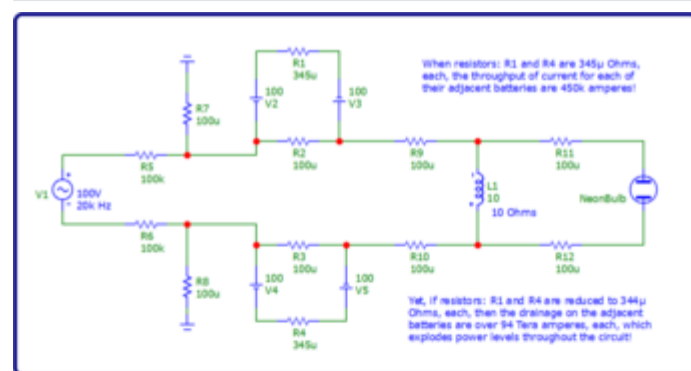 R1
345u
When resistors: R1 and R4 are 345µ Ohms,
each, the throughput of current for each of
their adjacent batteries are 450k amperes!
100
V2
100
V3
R7
100u
R2
100u
R9
100u
R11
100u
R5
100k
V1
100V
20k Hz
L1
10
10 Ohms
NeonBulb
R6
100k
R3
100u
R10
100u
R12
100u
R8
100u
100
V4
100
V5
R4
345u
Yet, if resistors: R1 and R4 are reduced to 344µ
Ohms, each, then the drainage on the adjacent
batteries are over 94 Tera amperes, each, which
explodes power levels throughout the circuit!